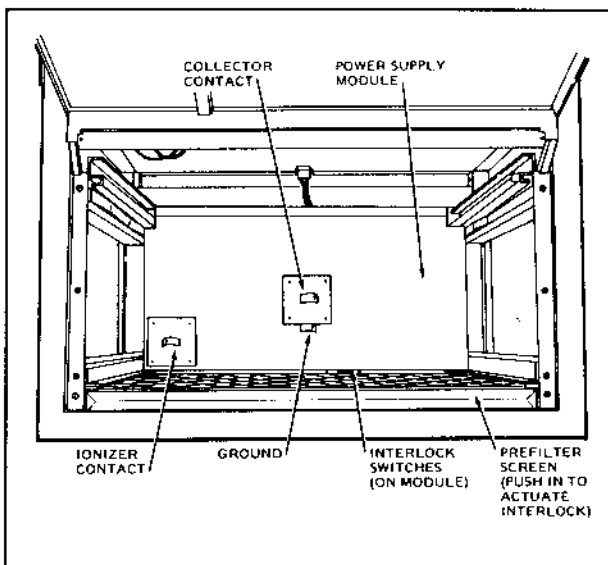 COLLECTOR
CONTACT
POWER SUPPLY
MODULE
IONIZER
CONTACT
GROUND
INTERLOCK
SWITCHES
(ON MODULE)
PREFILTER
SCREEN
(PUSH IN TO
ACTUATE
INTERLOCK)